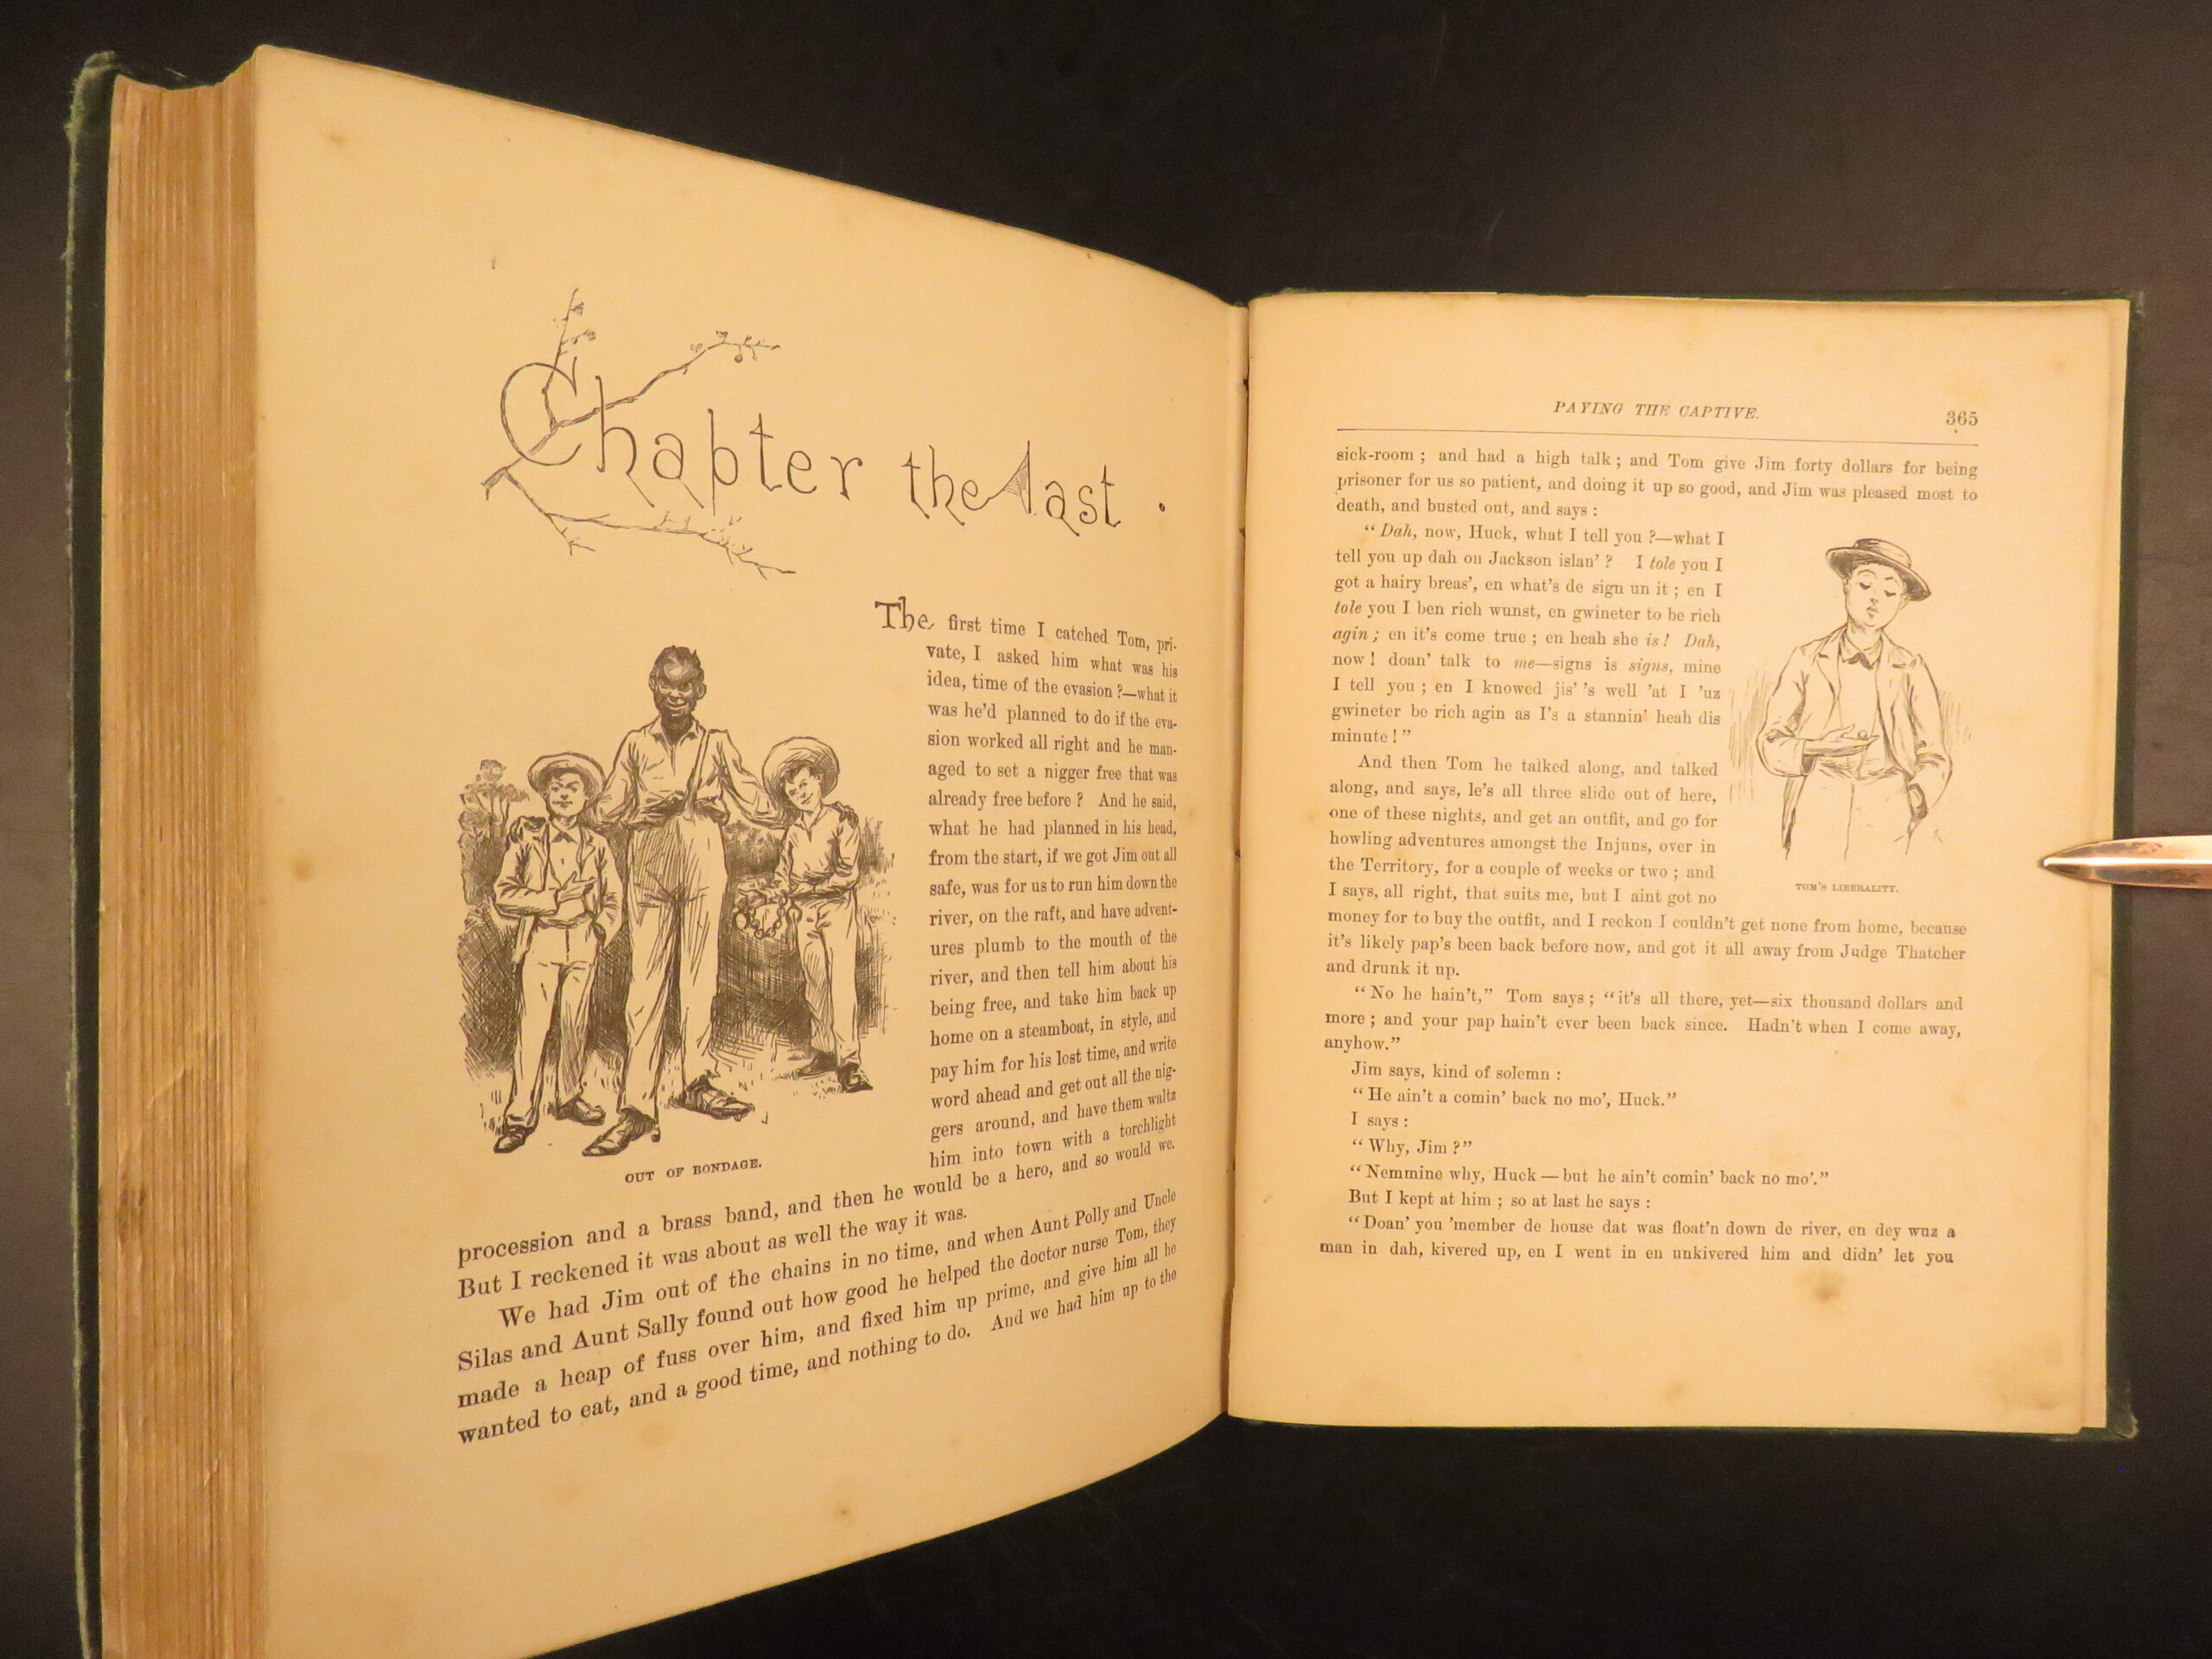 Chapter the last.
The first time I catched Tom, pri-
vate, I asked him what was his
idea, time of the evasion?—what it
was he'd planned to do if the eva-
sion worked all right and he man-
aged to set a nigger free that was
already free before? And he said,
what he had planned in his head,
from the start, if we got Jim out all
safe, was for us to run him down the
river, on the raft, and have advent-
ures plumb to the mouth of the
river, and then tell him about his
being free, and take him back up
home on a steamboat, in style, and
pay him for his lost time, and write
word ahead and get out all the nig-
gers around, and have them waltz
him into town with a torchlight
OUT OF BONDAGE.
procession and a brass band, and then he would be a hero, and so would we.
But I reckened it was about as well the way it was.
We had Jim out of the chains in no time, and when Aunt Polly and Uncle
Silas and Aunt Sally found out how good he helped the doctor nurse Tom, they
made a heap of fuss over him, and fixed him up prime, and give him all he
wanted to eat, and a good time, and nothing to do. And we had him up to the
PAYING THE CAPTIVE. 365
sick-room; and had a high talk; and Tom give Jim forty dollars for being
prisoner for us so patient, and doing it up so good, and Jim was pleased most to
death, and busted out, and says:
"Dah, now, Huck, what I tell you?—what I
tell you up dah on Jackson islan'? I tole you I
got a hairy breas', en what's de sign un it; en I
tole you I ben rich wunst, en gwineter to be rich
agin; en it's come true; en heah she is! Dah,
now! doan' talk to me—signs is signs, mine
I tell you; en I knowed jis' 's well 'at I 'uz
gwineter be rich agin as I's a stannin' heah dis
minute!"
And then Tom he talked along, and talked
along, and says, le's all three slide out of here,
one of these nights, and get an outfit, and go for
howling adventures amongst the Injuns, over in
the Territory, for a couple of weeks or two; and
I says, all right, that suits me, but I aint got no
TOM'S LIBERALITY.
money for to buy the outfit, and I reckon I couldn't get none from home, because
it's likely pap's been back before now, and got it all away from Judge Thatcher
and drunk it up.
"No he hain't," Tom says; "it's all there, yet—six thousand dollars and
more; and your pap hain't ever been back since. Hadn't when I come away,
anyhow."
Jim says, kind of solemn:
"He ain't a comin' back no mo', Huck."
I says:
"Why, Jim?"
"Nemmine why, Huck—but he ain't comin' back no mo'."
But I kept at him; so at last he says:
"Doan' you 'member de house dat was float'n down de river, en dey wuz a
man in dah, kivered up, en I went in en unkivered him and didn' let you